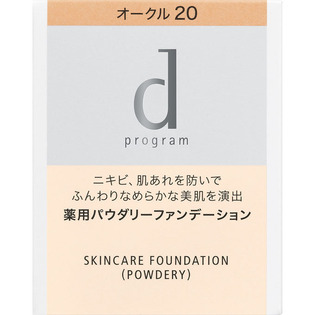 オークル 20
d
program
ニキビ、肌あれを防いで
ふんわりなめらかな美肌を演出
薬用パウダリーファンデーション
SKINCARE FOUNDATION
(POWDERY)